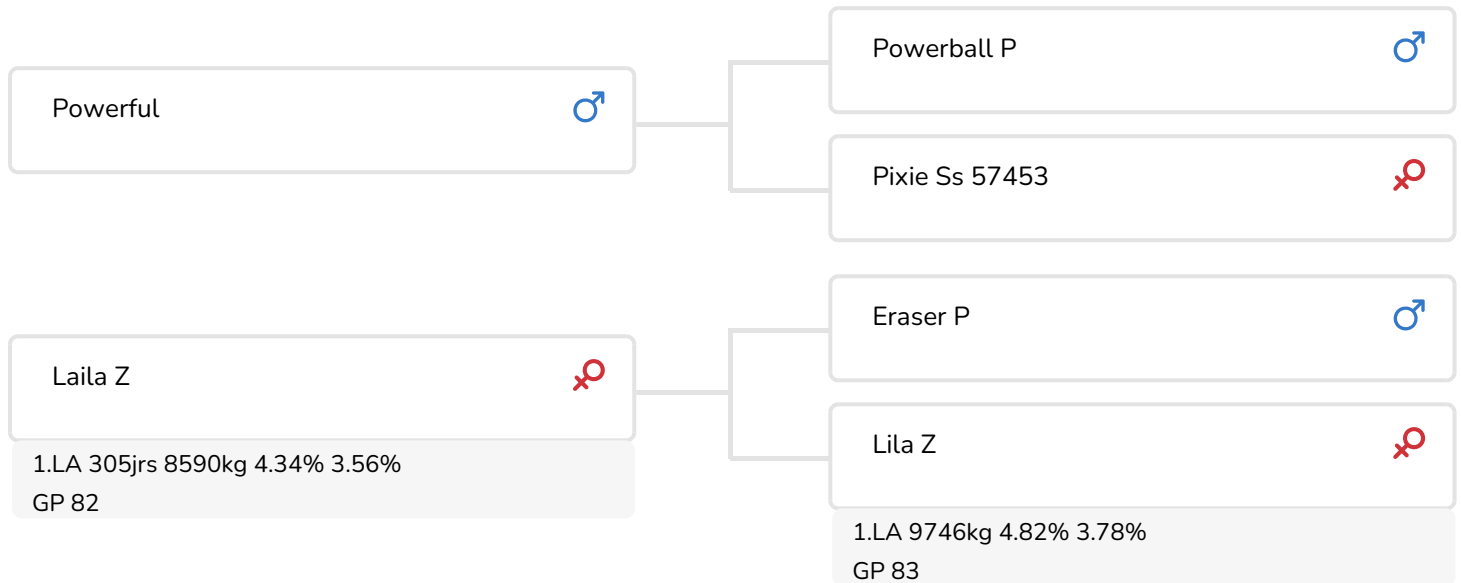 Powerful
Powerball P
Pixie Ss 57453
Laila Z
1.LA 305jrs 8590kg 4.34% 3.56%
GP 82
Eraser P
Lila Z
1.LA 9746kg 4.82% 3.78%
GP 83